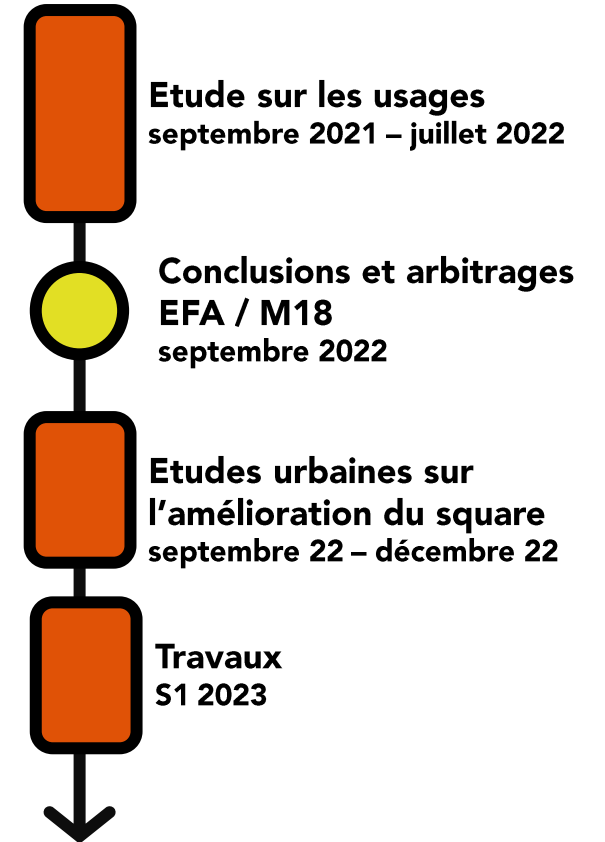 Etude sur les usages
septembre 2021 – juillet 2022
Conclusions et arbitrages
EFA / M18
septembre 2022
Etudes urbaines sur
l’amélioration du square
septembre 22 – décembre 22
Travaux
S1 2023